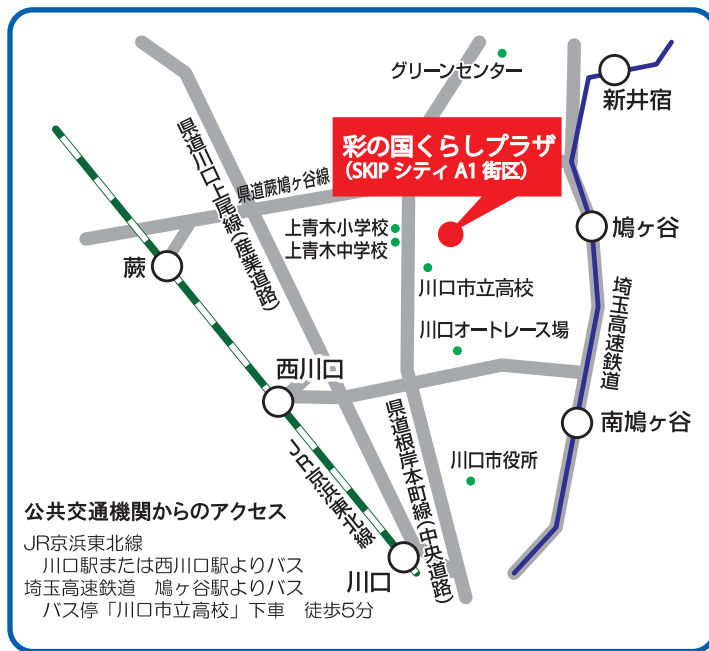 グリーンセンター
新井宿
彩の国くらしプラザ
(SKIP シティ A1 街区)
県道川口上尾線(産業道路)
県道蕨鳩ヶ谷線
上青木小学校
上青木中学校
鳩ヶ谷
蕨
川口市立高校
埼玉高速鉄道
川口オートレース場
西川口
県道根岸本町線(中央道路)
南鳩ヶ谷
JR京浜東北線
川口市役所
川口
公共交通機関からのアクセス
JR京浜東北線
川口駅または西川口駅よりバス
埼玉高速鉄道 鳩ヶ谷駅よりバス
バス停「川口市立高校」下車 徒歩5分